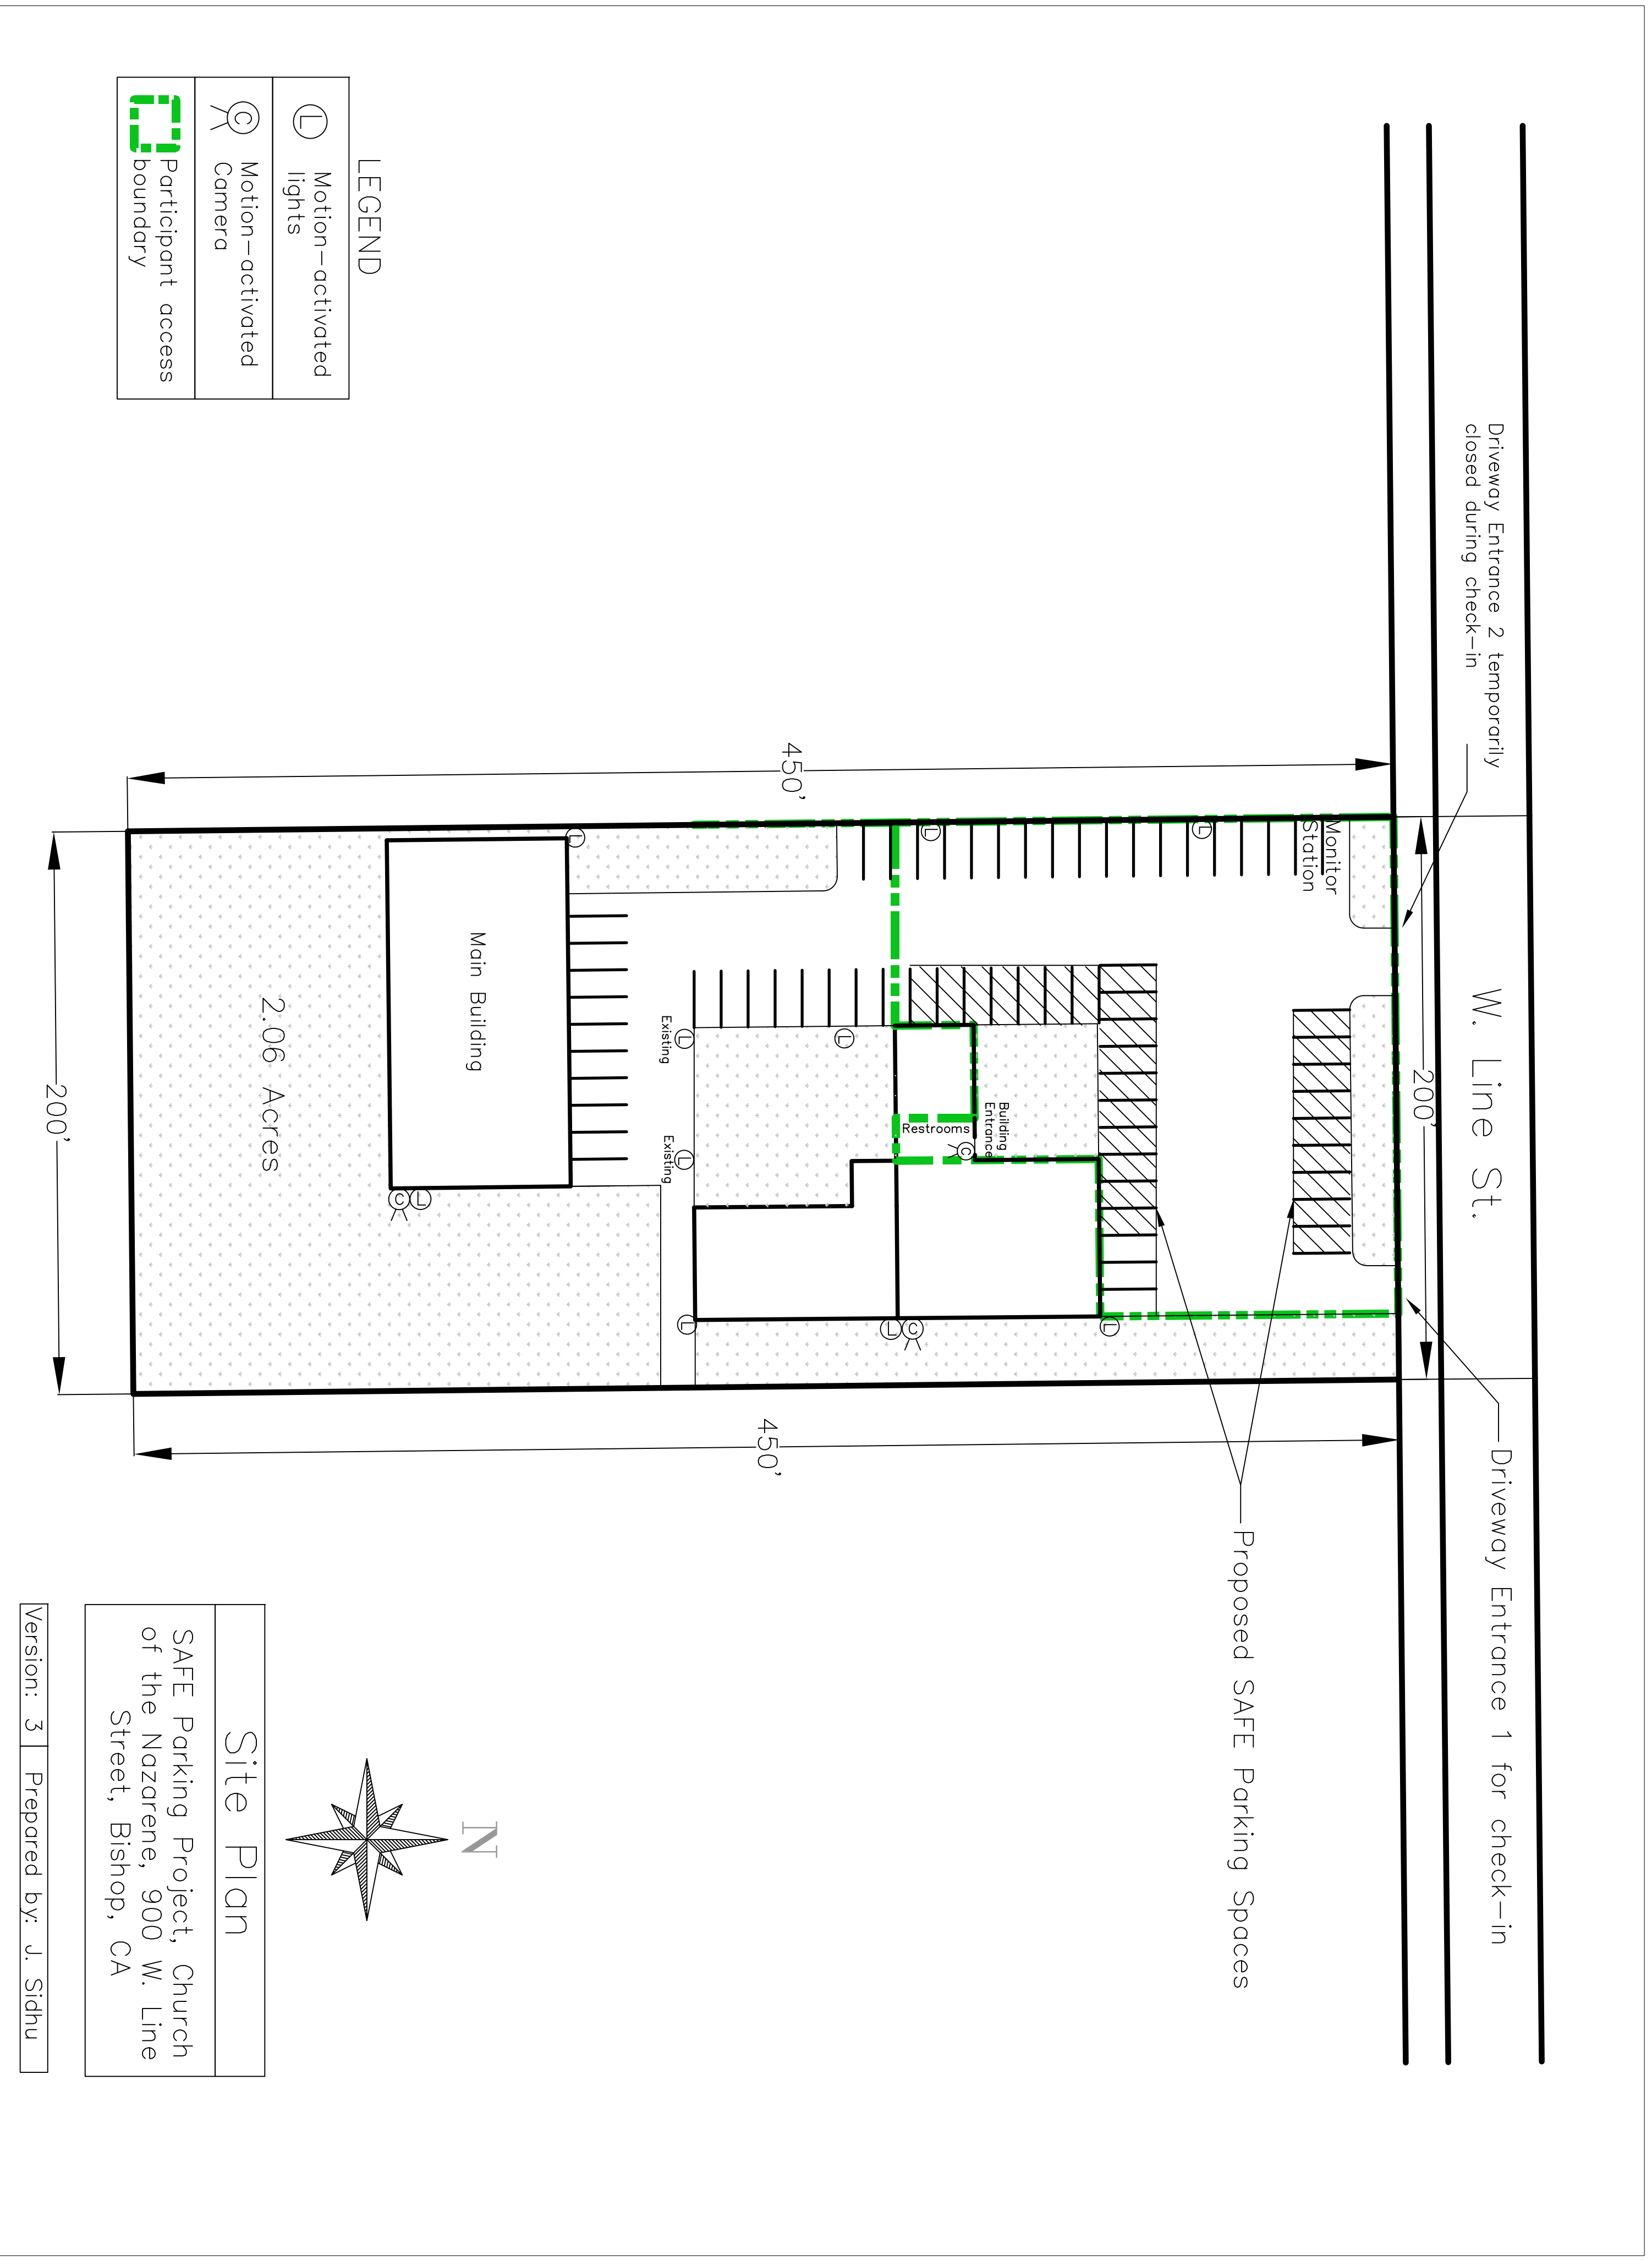 W. Line St.
Driveway Entrance 2 temporarily
closed during check-in
Driveway Entrance 1 for check-in
Proposed SAFE Parking Spaces
200'
450'
450'
200'
Monitor
Station
Building
Entrance
Restrooms
C
L
L
L
L
L
L
L
L
L
L
C
C
L
Existing
Existing
Main Building
2.06 Acres
LEGEND
L
Motion-activated
lights
C
Motion-activated
Camera
Participant access
boundary
N
Site Plan
SAFE Parking Project, Church
of the Nazarene, 900 W. Line
Street, Bishop, CA
Version: 3
Prepared by: J. Sidhu